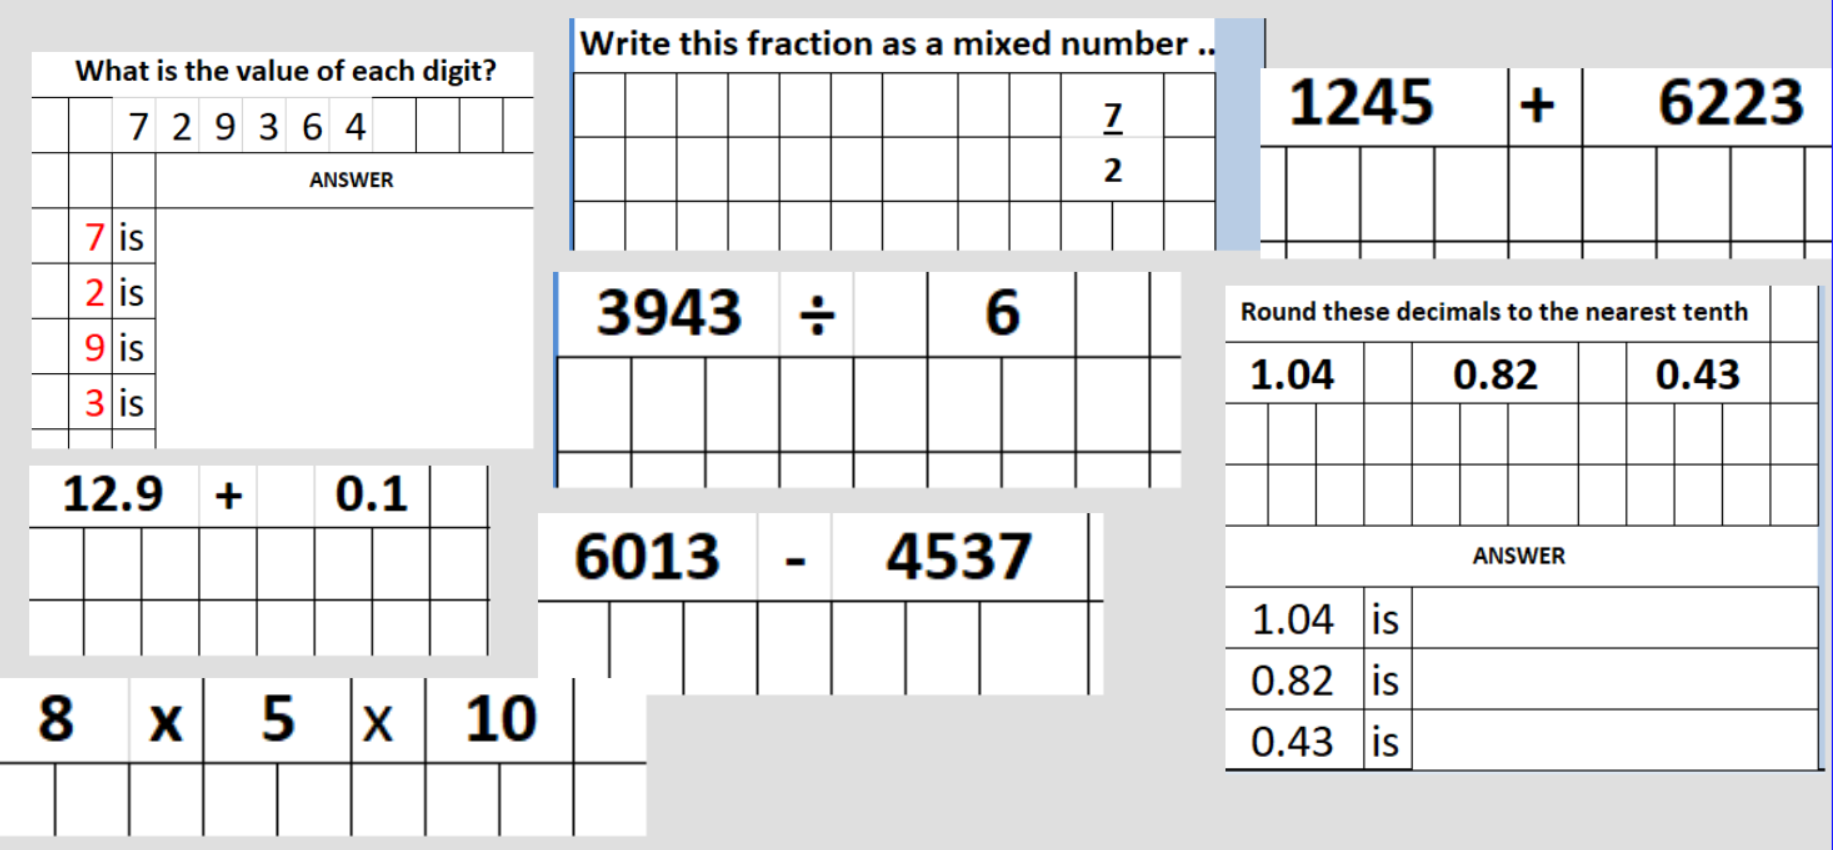 What is the value of each digit?
7 2 9 3 6 4
ANSWER
7 is
2 is
9 is
3 is
12.9 + 0.1
8 x 5 x 10
Write this fraction as a mixed number ..
7
2
3943 ÷ 6
6013 - 4537
1245 + 6223
Round these decimals to the nearest tenth
1.04 0.82 0.43
ANSWER
1.04 is
0.82 is
0.43 is